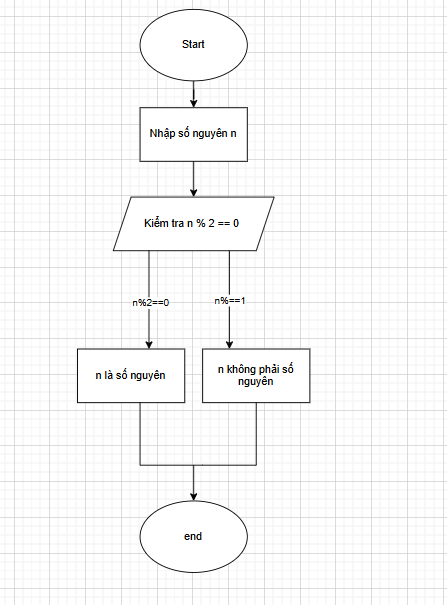 Start
Nhập số nguyên n
Kiểm tra n % 2 == 0
n%2==0
n%==1
n là số nguyên
n không phải số
nguyên
end